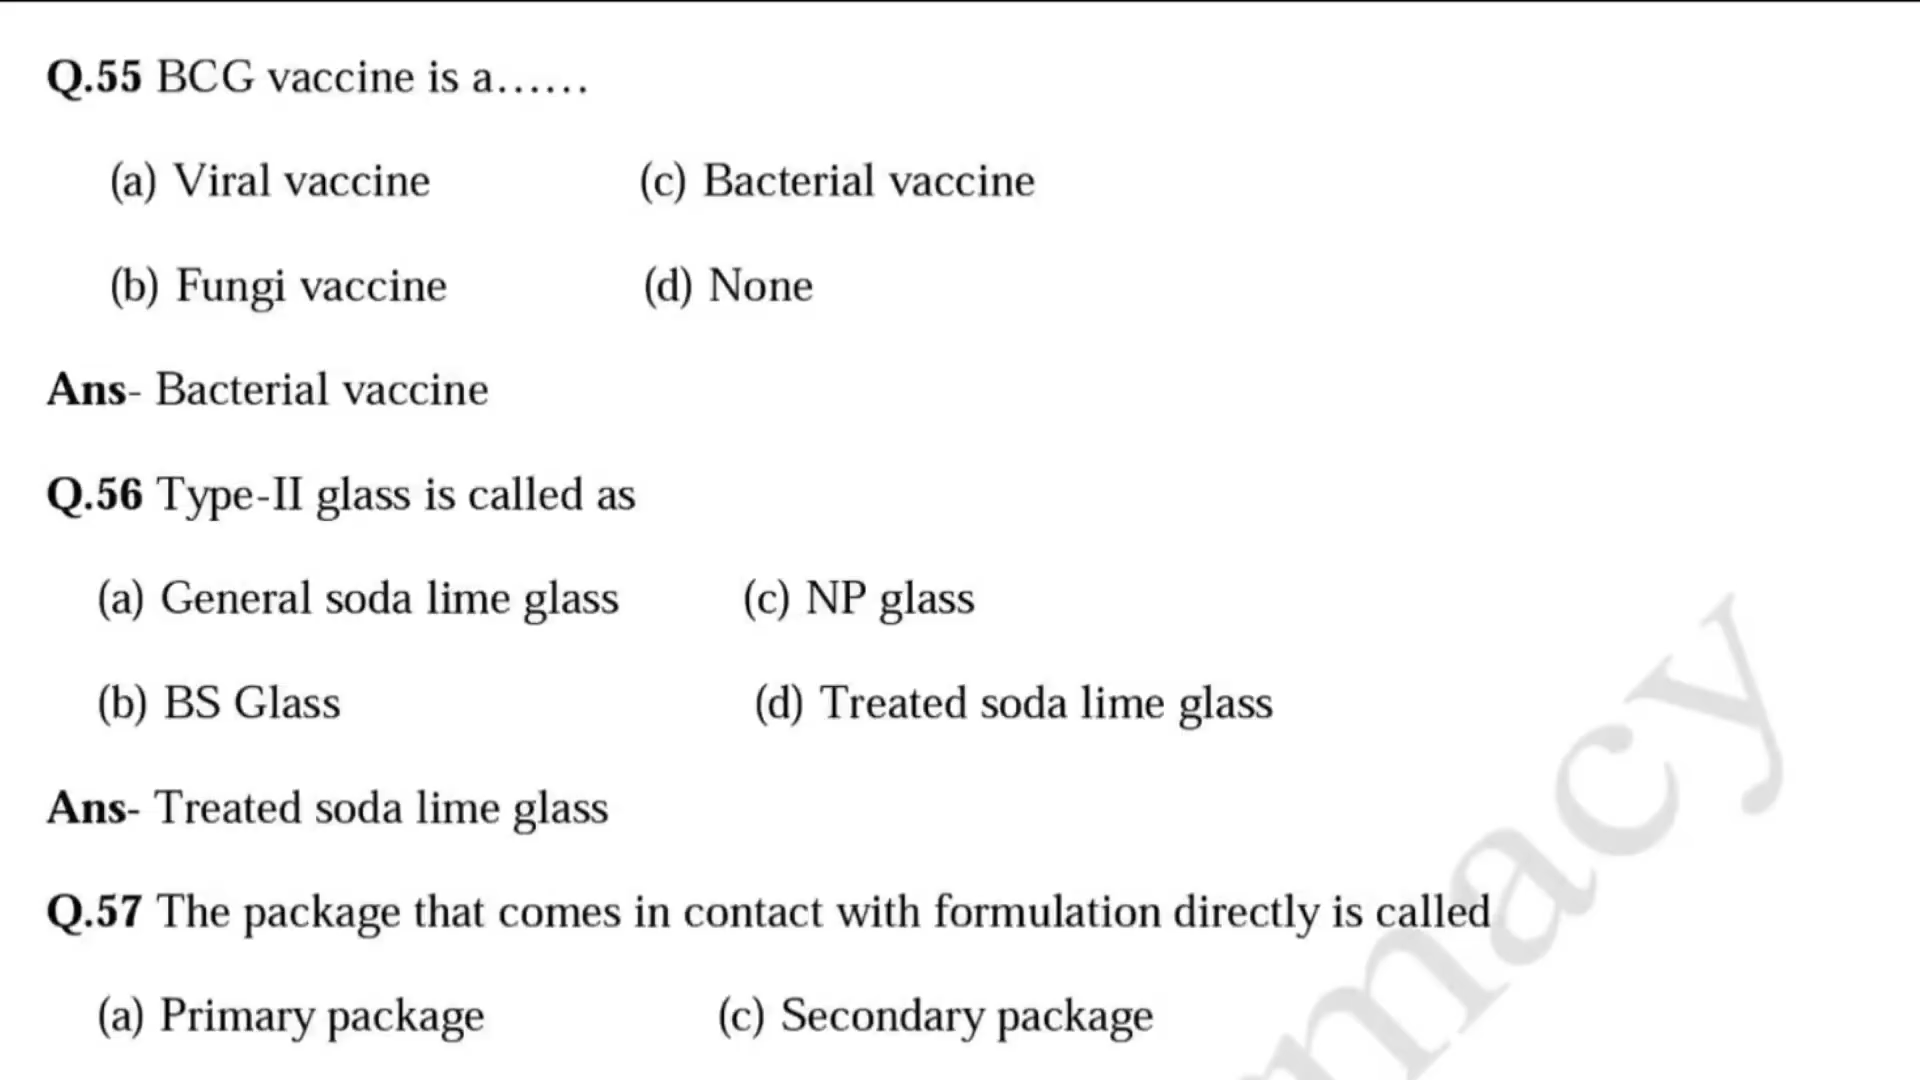 Q.55 BCG vaccine is a......
(a) Viral vaccine (c) Bacterial vaccine
(b) Fungi vaccine (d) None
Ans- Bacterial vaccine
Q.56 Type-II glass is called as
(a) General soda lime glass (c) NP glass
(b) BS Glass (d) Treated soda lime glass
Ans- Treated soda lime glass
Q.57 The package that comes in contact with formulation directly is called
(a) Primary package (c) Secondary package
macy